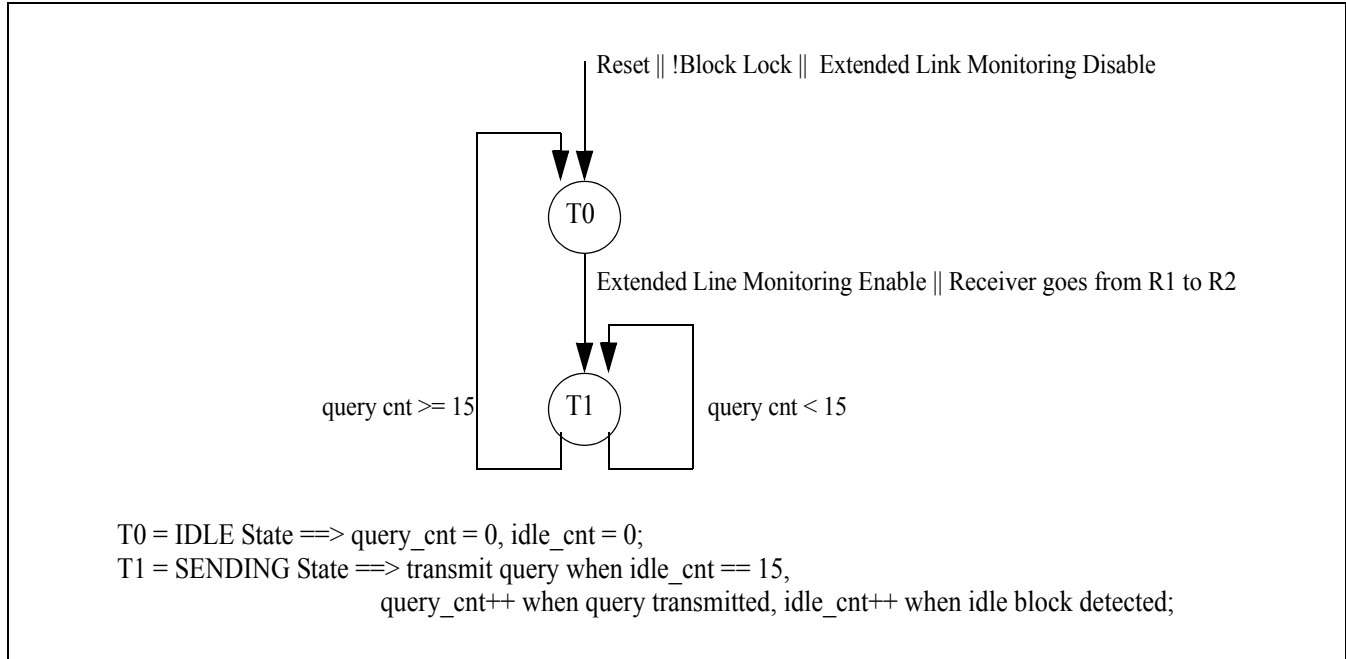 Reset || !Block Lock || Extended Link Monitoring Disable
T0
Extended Line Monitoring Enable || Receiver goes from R1 to R2
query cnt >= 15
T1
query cnt < 15
T0 = IDLE State ==> query_cnt = 0, idle_cnt = 0;
T1 = SENDING State ==> transmit query when idle_cnt == 15,
query_cnt++ when query transmitted, idle_cnt++ when idle block detected;